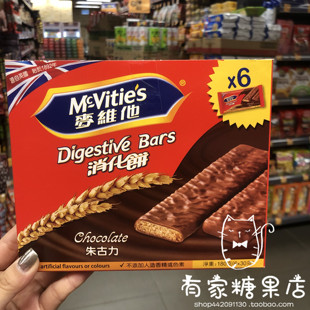 McVitie's
麥維他
x6
Digestive Bars
消化餅
Chocolate
朱古力
artificial flavours or colours
有家糖果店
shop442091130 .taobao.com